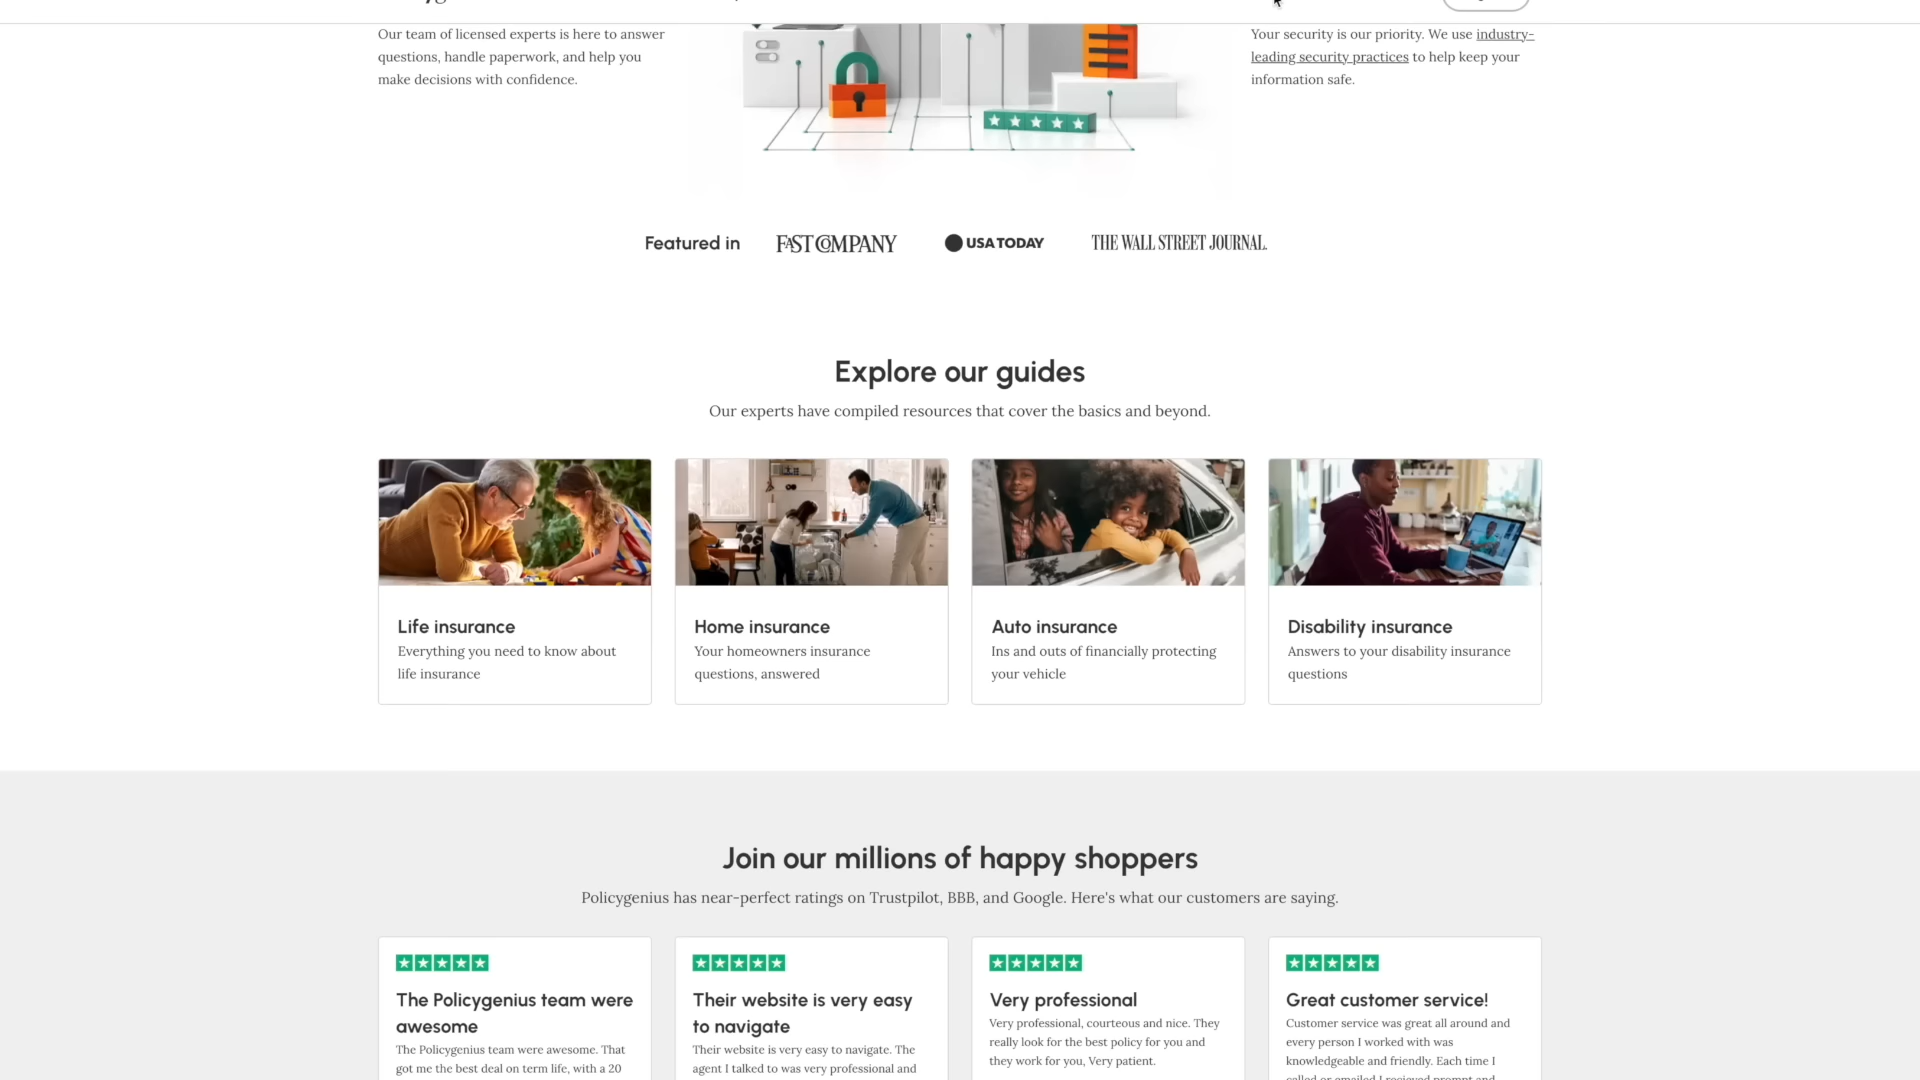 Our team of licensed experts is here to answer
questions, handle paperwork, and help you
make decisions with confidence.
Your security is our priority. We use industry-
leading security practices to help keep your
information safe.
Featured in
FAST COMPANY
USA TODAY
THE WALL STREET JOURNAL.
Explore our guides
Our experts have compiled resources that cover the basics and beyond.
Life insurance
Everything you need to know about
life insurance
Home insurance
Your homeowners insurance
questions, answered
Auto insurance
Ins and outs of financially protecting
your vehicle
Disability insurance
Answers to your disability insurance
questions
Join our millions of happy shoppers
Policygenius has near-perfect ratings on Trustpilot, BBB, and Google. Here's what our customers are saying.
The Policygenius team were
awesome
The Policygenius team were awesome. That
got me the best deal on term life, with a 20
Their website is very easy
to navigate
Their website is very easy to navigate. The
agent I talked to was very professional and
Very professional
Very professional, courteous and nice. They
really look for the best policy for you and
they work for you, Very patient.
Great customer service!
Customer service was great all around and
every person I worked with was
knowledgeable and friendly. Each time I
called or emailed I recieved prompt and